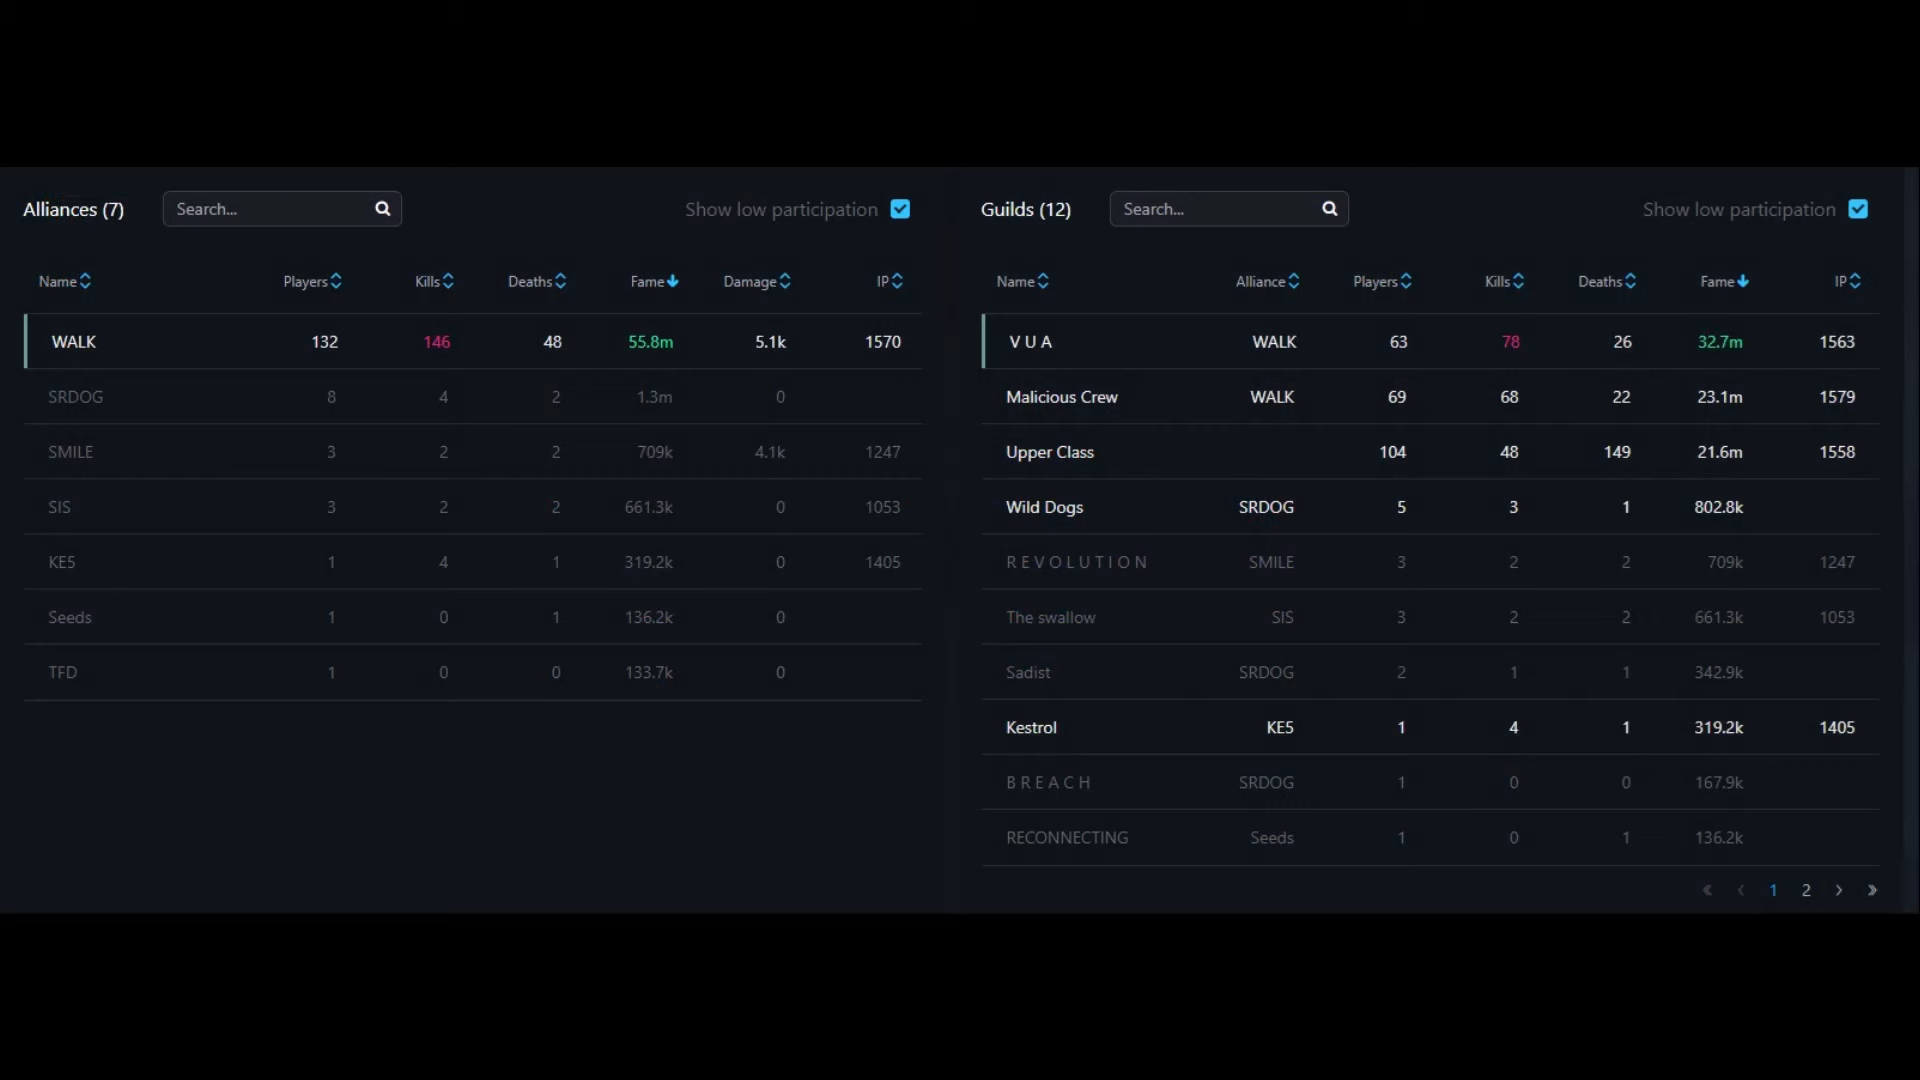 Alliances (7) Search... Show low participation
Name Players Kills Deaths Fame Damage IP
WALK 132 146 48 55.8m 5.1k 1570
SRDOG 8 4 2 1.3m 0
SMILE 3 2 2 709k 4.1k 1247
SIS 3 2 2 661.3k 0 1053
KE5 1 4 1 319.2k 0 1405
Seeds 1 0 1 136.2k 0
TFD 1 0 0 133.7k 0
Guilds (12) Search... Show low participation
Name Alliance Players Kills Deaths Fame IP
V U A WALK 63 78 26 32.7m 1563
Malicious Crew WALK 69 68 22 23.1m 1579
Upper Class 104 48 149 21.6m 1558
Wild Dogs SRDOG 5 3 1 802.8k
R E V O L U T I O N SMILE 3 2 2 709k 1247
The swallow SIS 3 2 2 661.3k 1053
Sadist SRDOG 2 1 1 342.9k
Kestrol KE5 1 4 1 319.2k 1405
B R E A C H SRDOG 1 0 0 167.9k
RECONNECTING Seeds 1 0 1 136.2k
« ‹ 1 2 › »